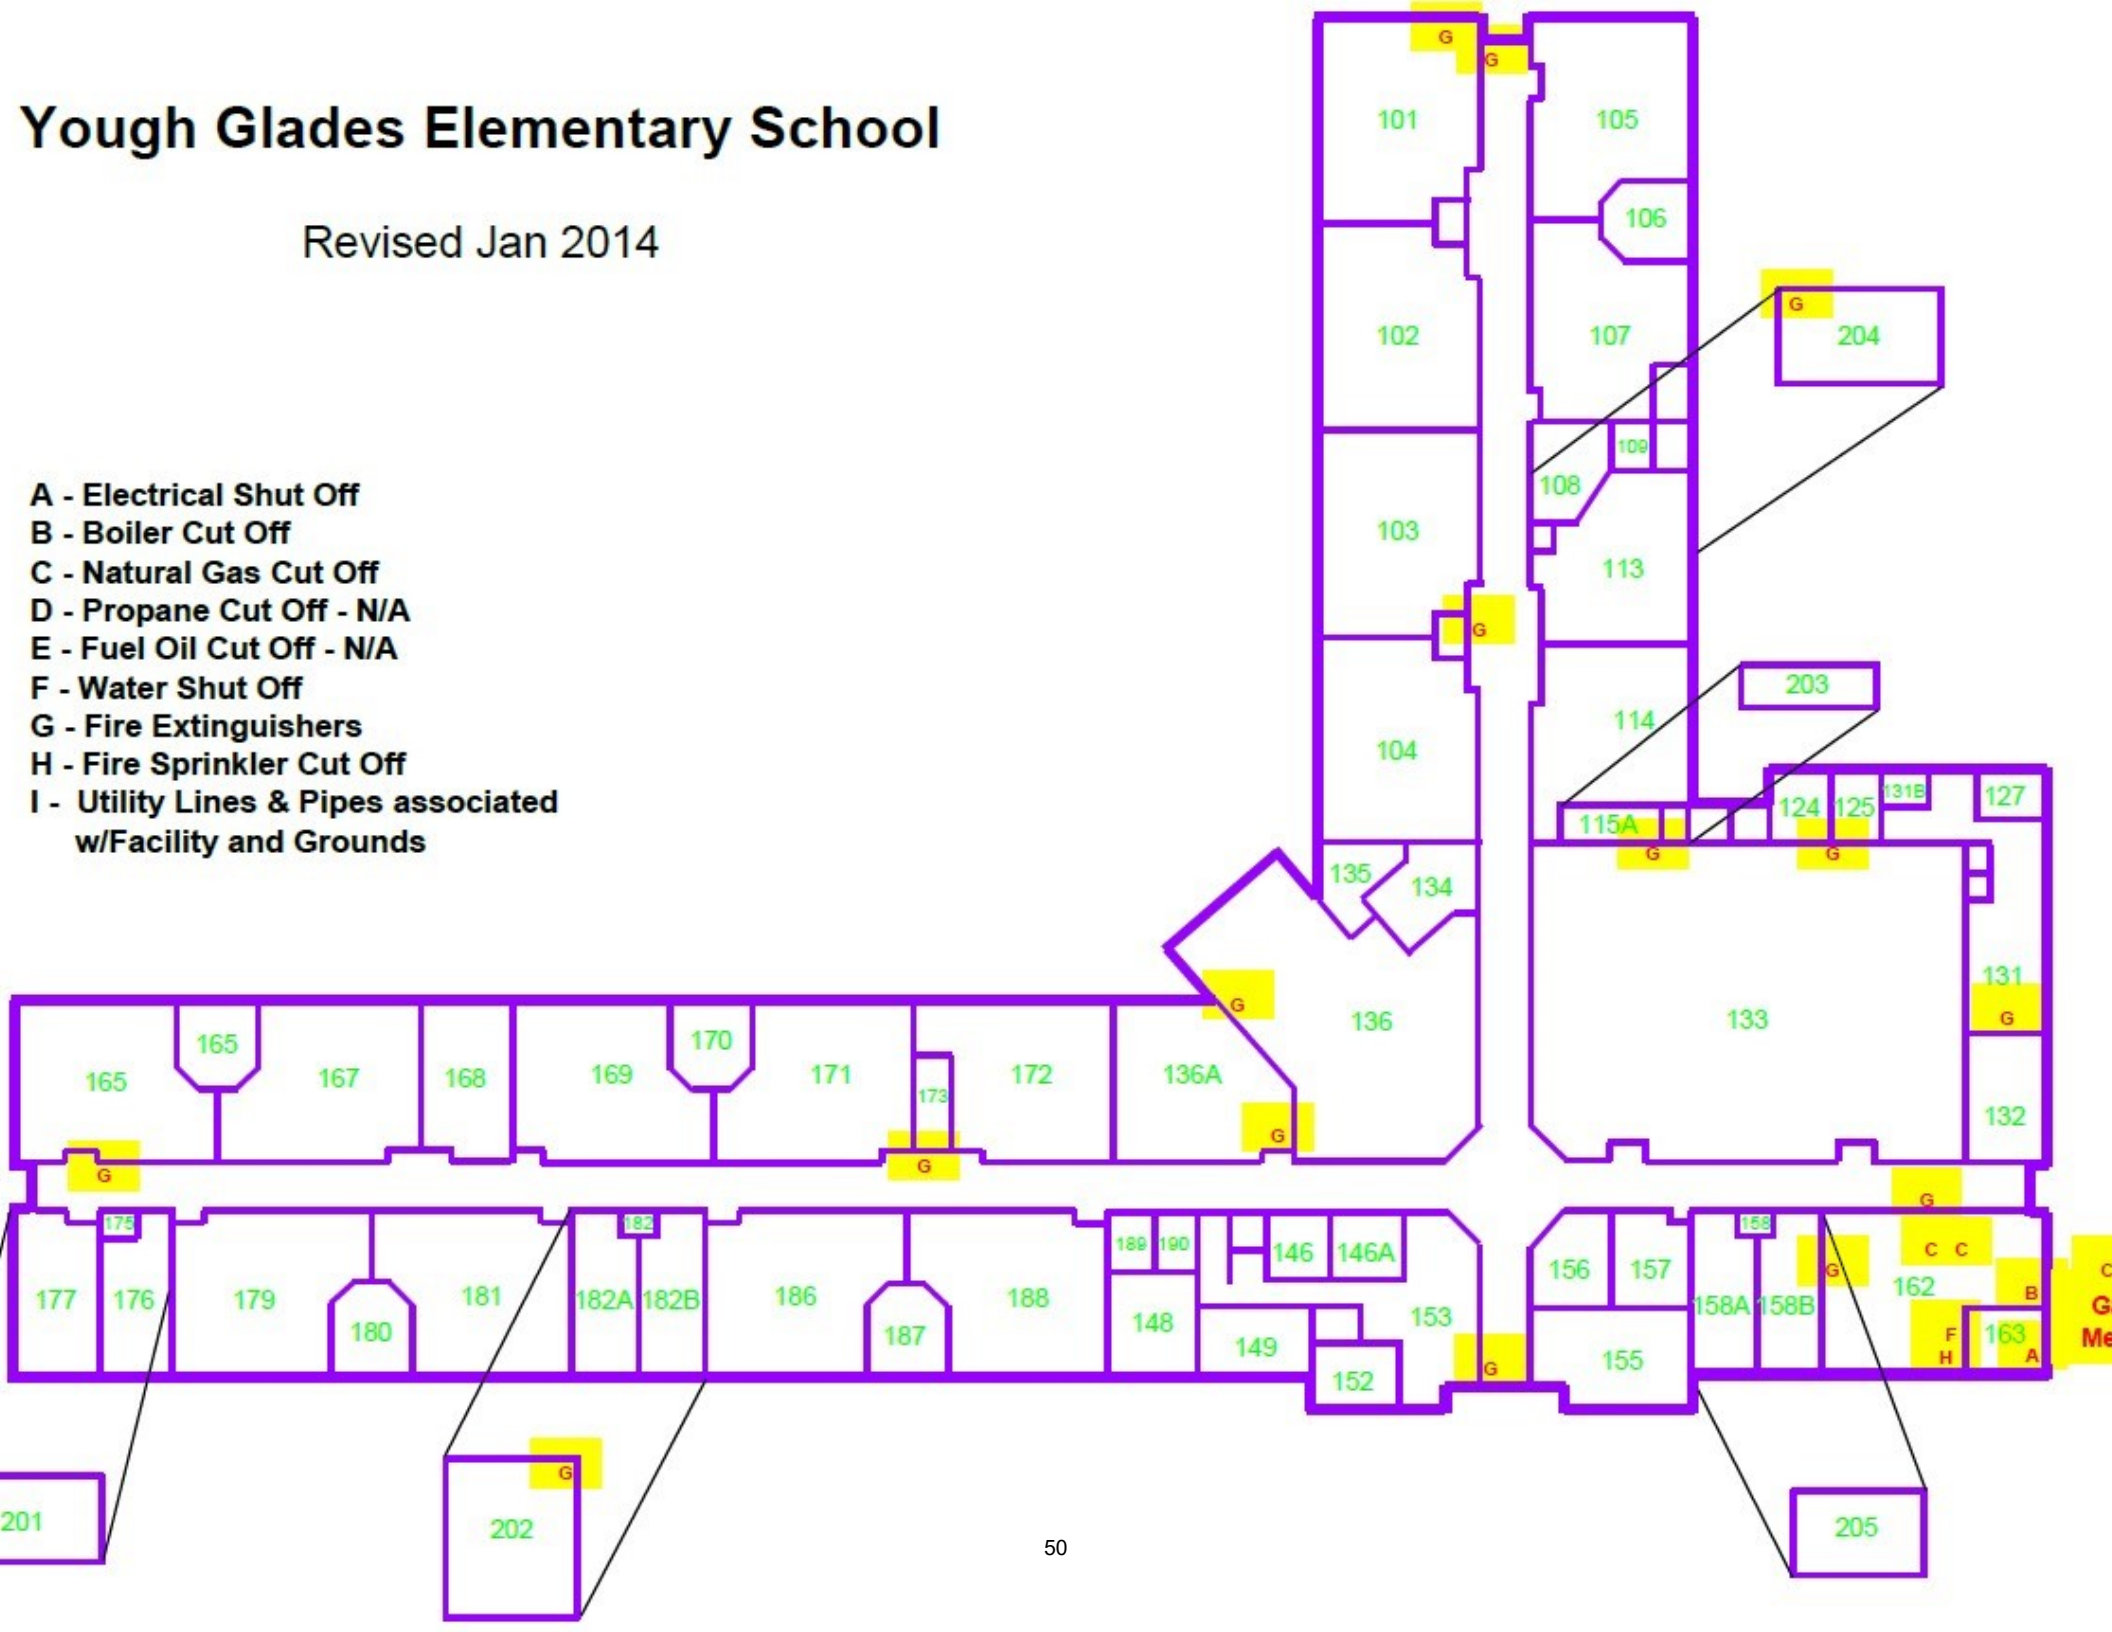 Yough Glades Elementary School
Revised Jan 2014
A - Electrical Shut Off
B - Boiler Cut Off
C - Natural Gas Cut Off
D - Propane Cut Off - N/A
E - Fuel Oil Cut Off - N/A
F - Water Shut Off
G - Fire Extinguishers
H - Fire Sprinkler Cut Off
I - Utility Lines & Pipes associated
w/Facility and Grounds
G
G
101
105
106
G
204
102
107
109
108
103
113
G
203
114
104
131B
124
125
127
115A
G
G
135
134
131
G
G
136
133
165
170
165
167
168
169
171
173
172
136A
132
G
G
G
G
175
182
189
190
146
146A
156
157
158
C C
C
G
162
B
177
176
179
180
181
182A
182B
186
187
188
148
149
153
152
G
155
158A
158B
F
H
163
A
G
Me
G
201
202
205
50